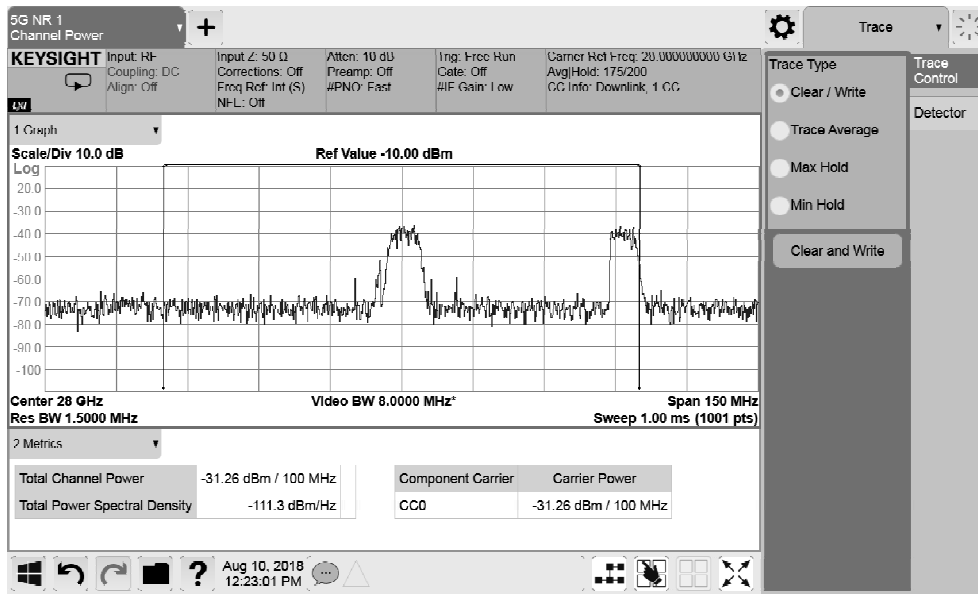 5G NR 1
Channel Power
Trace
KEYSIGHT
Input: RF
Coupling: DC
Align: Off
Input Z: 50 Ω
Corrections: Off
Freq Ref: Int (S)
NFE: Off
Atten: 10 dB
Preamp: Off
#PNO: Fast
Trig: Free Run
Gate: Off
#IF Gain: Low
Carrier Ref Freq: 28.000000000 GHz
Avg|Hold: 175/200
CC Info: Downlink, 1 CC
LXI
Trace Type
Clear / Write
Trace Average
Max Hold
Min Hold
Clear and Write
Trace
Control
Detector
1 Graph
Scale/Div 10.0 dB
Ref Value -10.00 dBm
Log
20.0
-30.0
-40.0
-50.0
-60.0
-70.0
-80.0
-90.0
-100
Center 28 GHz
Video BW 8.0000 MHz*
Span 150 MHz
Res BW 1.5000 MHz
Sweep 1.00 ms (1001 pts)
2 Metrics
Total Channel Power
-31.26 dBm / 100 MHz
Total Power Spectral Density
-111.3 dBm/Hz
Component Carrier
Carrier Power
CC0
-31.26 dBm / 100 MHz
?
Aug 10, 2018
12:23:01 PM